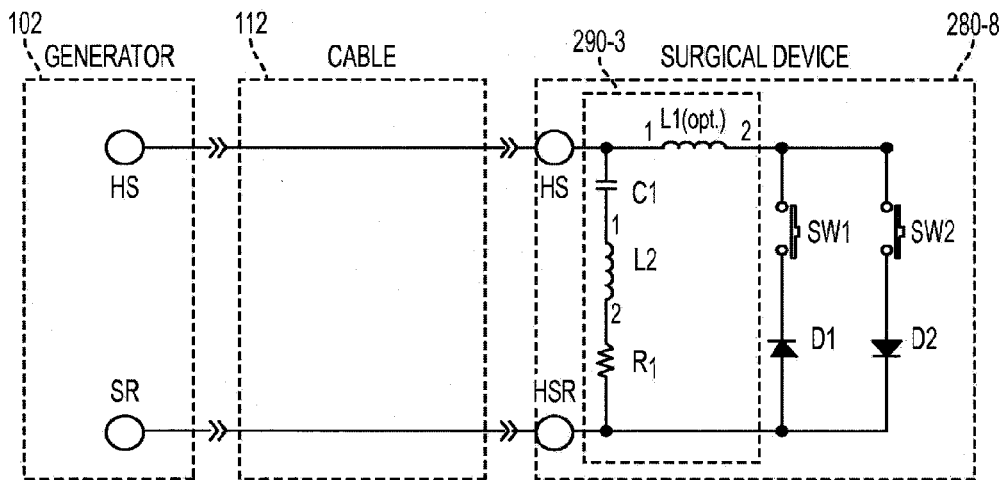 102
112
290-3
280-8
GENERATOR
CABLE
SURGICAL DEVICE
L1(opt.)
1
2
HS
HS
C1
1
L2
2
R1
SW1
SW2
D1
D2
SR
HSR